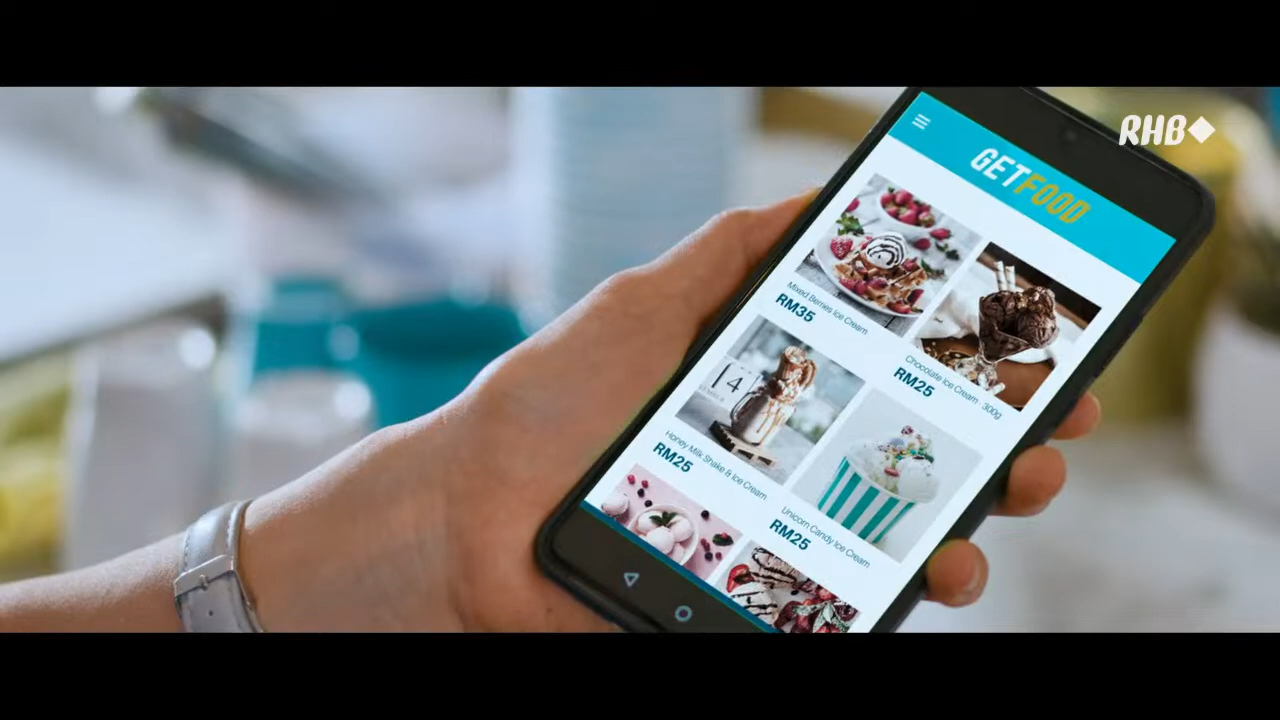 RHB
GETFOOD
Mixed Berries Ice Cream
RM35
Chocolate Ice Cream - 300g
RM25
14
Honey Milk Shake & Ice Cream
RM25
Unicorn Candy Ice Cream
RM25